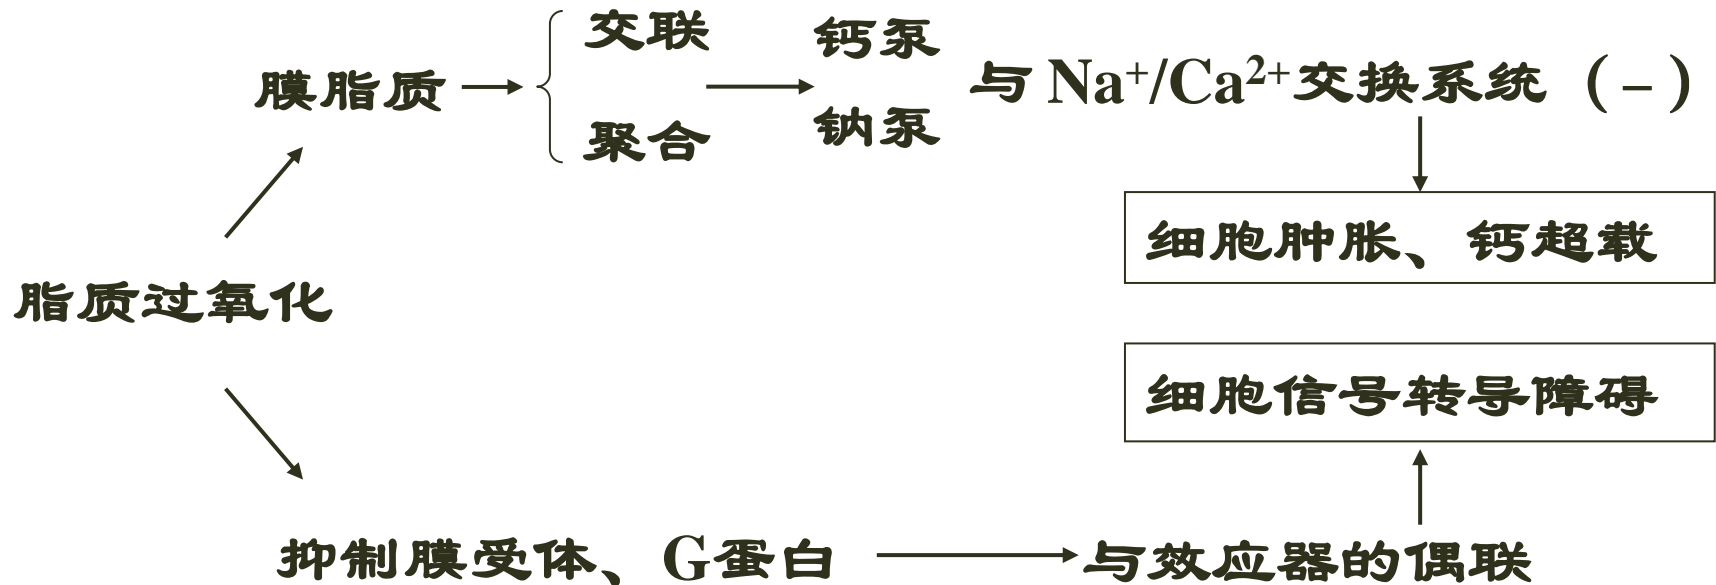 交联
钙泵
膜脂质
与 Na⁺/Ca²⁺交换系统（－）
聚合
钠泵
细胞肿胀、钙超载
脂质过氧化
细胞信号转导障碍
抑制膜受体、G蛋白
与效应器的偶联